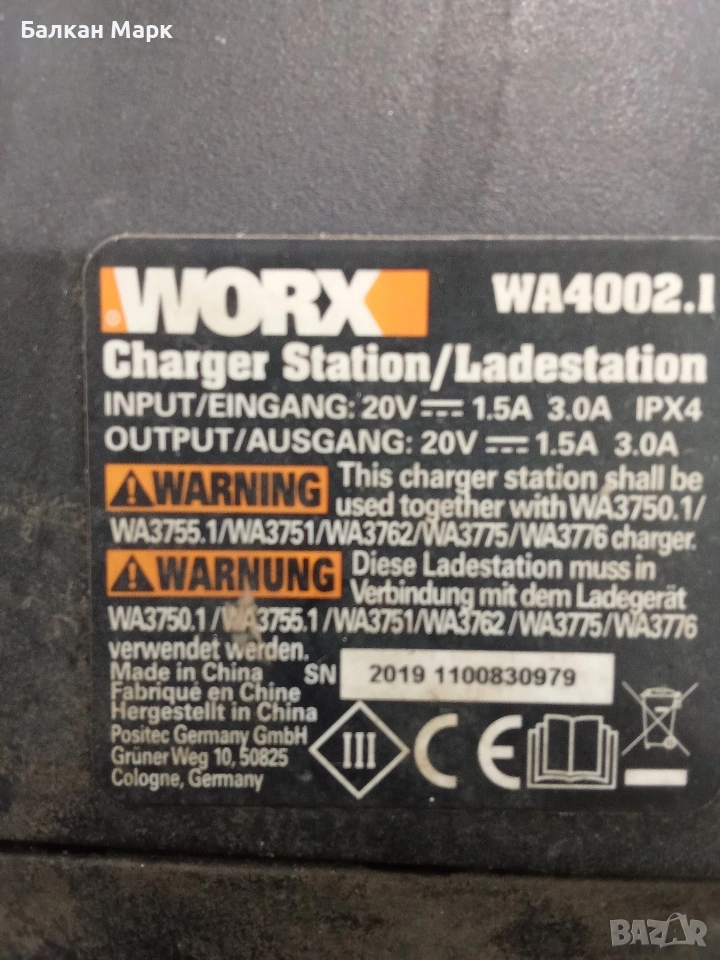 Балкан Марк
WORX WA4002.1
Charger Station/Ladestation
INPUT/EINGANG: 20V 1.5A 3.0A IPX4
OUTPUT/AUSGANG: 20V 1.5A 3.0A
WARNING This charger station shall be
used together with WA3750.1/
WA3755.1/WA3751/WA3762/WA3775/WA3776 charger.
WARNUNG Diese Ladestation muss in
Verbindung mit dem Ladegerät
WA3750.1/WA3755.1/WA3751/WA3762/WA3775/WA3776
verwendet werden.
Made in China SN 2019 1100830979
Fabriqué en Chine
Hergestellt in China
Positec Germany GmbH
Grüner Weg 10, 50825
Cologne, Germany
III CE
BAZAR